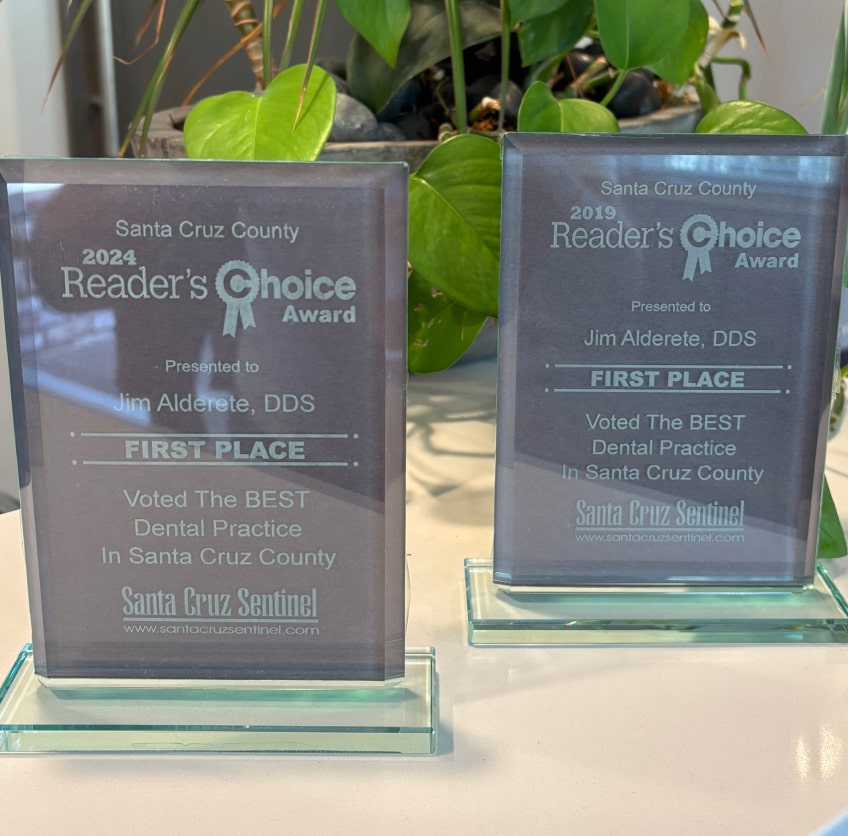 Santa Cruz County
2024
Reader's Choice
Award
Presented to
Jim Alderete, DDS
FIRST PLACE
Voted The BEST
Dental Practice
In Santa Cruz County
Santa Cruz Sentinel
www.santacruzsentinel.com
Santa Cruz County
2019
Reader's Choice
Award
Presented to
Jim Alderete, DDS
FIRST PLACE
Voted The BEST
Dental Practice
In Santa Cruz County
Santa Cruz Sentinel
www.santacruzsentinel.com